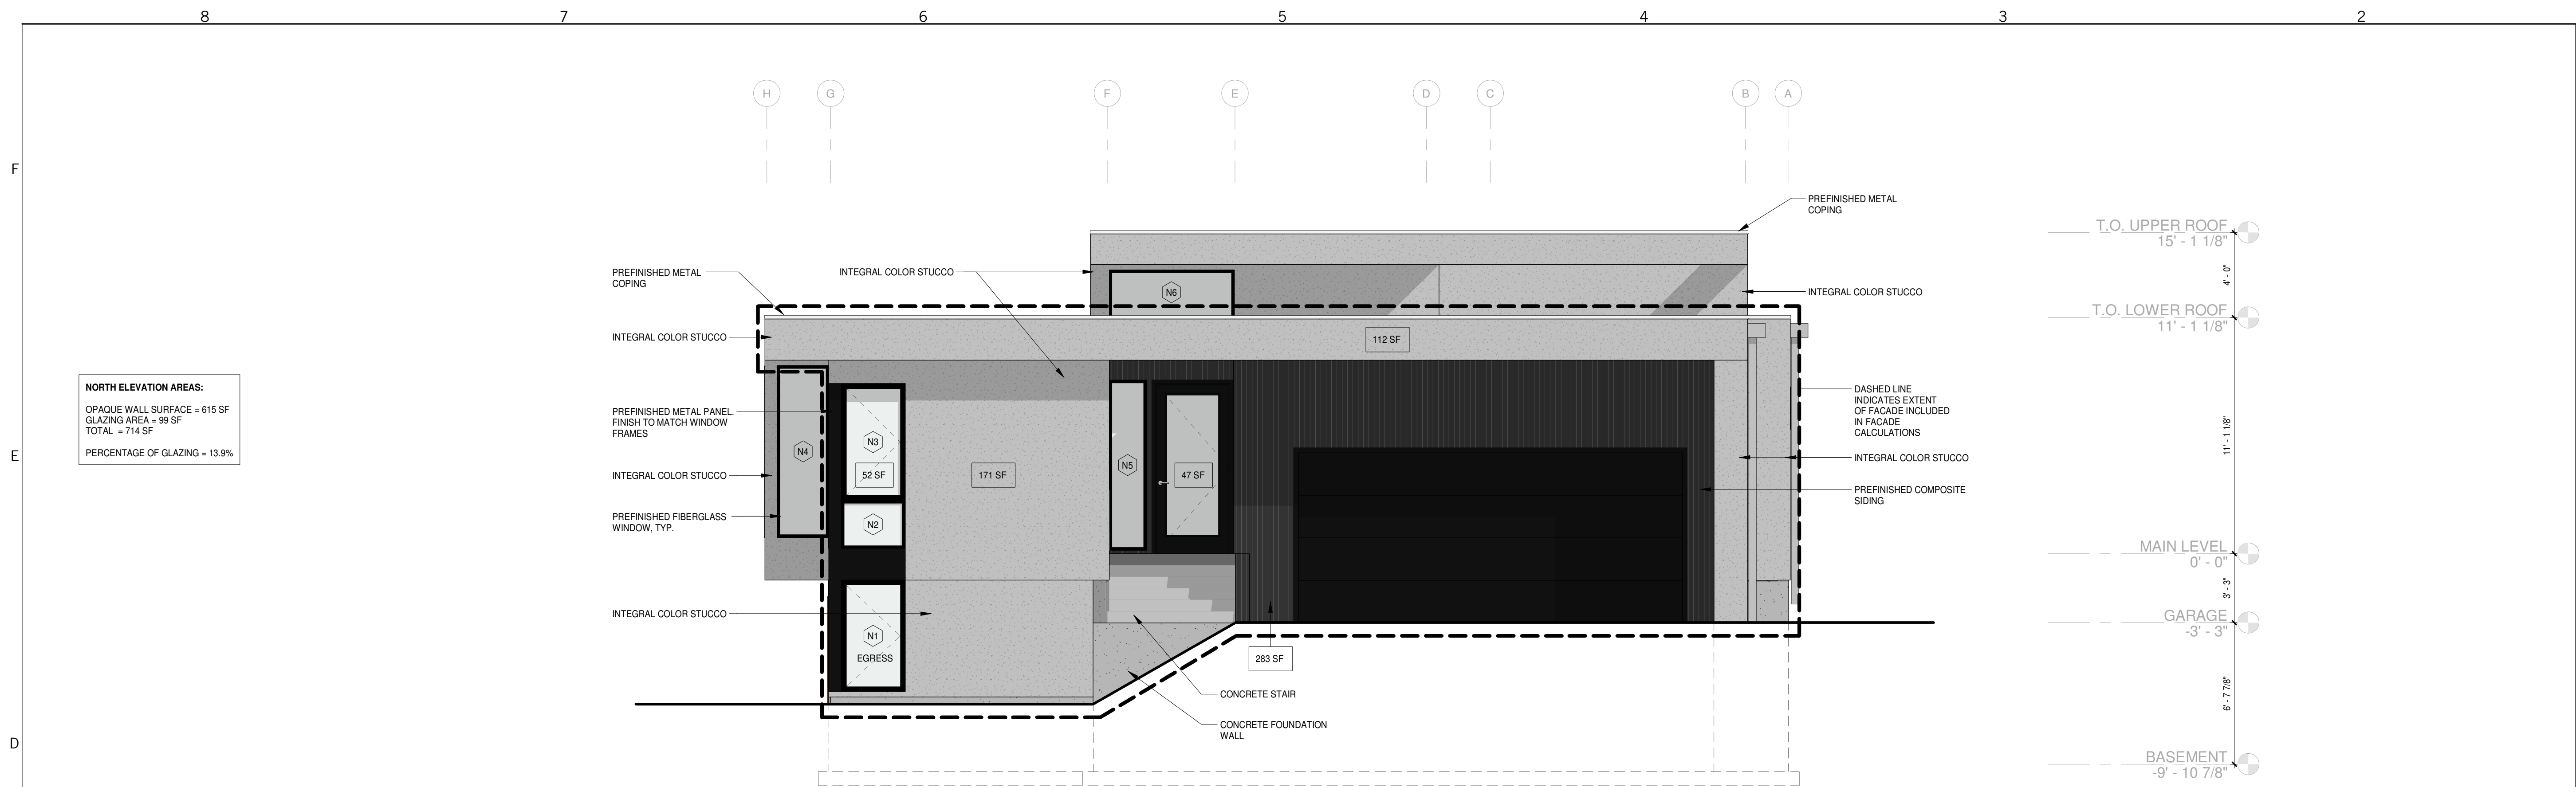 8 7 6 5 4 3 2
H G F E D C B A
F
PREFINISHED METAL
COPING
T.O. UPPER ROOF
15' - 1 1/8"
4' - 0"
PREFINISHED METAL
COPING
INTEGRAL COLOR STUCCO
N6
INTEGRAL COLOR STUCCO
T.O. LOWER ROOF
11' - 1 1/8"
INTEGRAL COLOR STUCCO
112 SF
NORTH ELEVATION AREAS:
OPAQUE WALL SURFACE = 615 SF
GLAZING AREA = 99 SF
TOTAL = 714 SF
PERCENTAGE OF GLAZING = 13.9%
PREFINISHED METAL PANEL.
FINISH TO MATCH WINDOW
FRAMES
DASHED LINE
INDICATES EXTENT
OF FACADE INCLUDED
IN FACADE
CALCULATIONS
11' - 1 1/8"
E
N4
N3
52 SF
171 SF
N5
47 SF
INTEGRAL COLOR STUCCO
INTEGRAL COLOR STUCCO
PREFINISHED COMPOSITE
SIDING
PREFINISHED FIBERGLASS
WINDOW, TYP.
N2
MAIN LEVEL
0' - 0"
3' - 3"
INTEGRAL COLOR STUCCO
GARAGE
-3' - 3"
N1
EGRESS
283 SF
CONCRETE STAIR
6' - 7 7/8"
CONCRETE FOUNDATION
WALL
D
BASEMENT
-9' - 10 7/8"